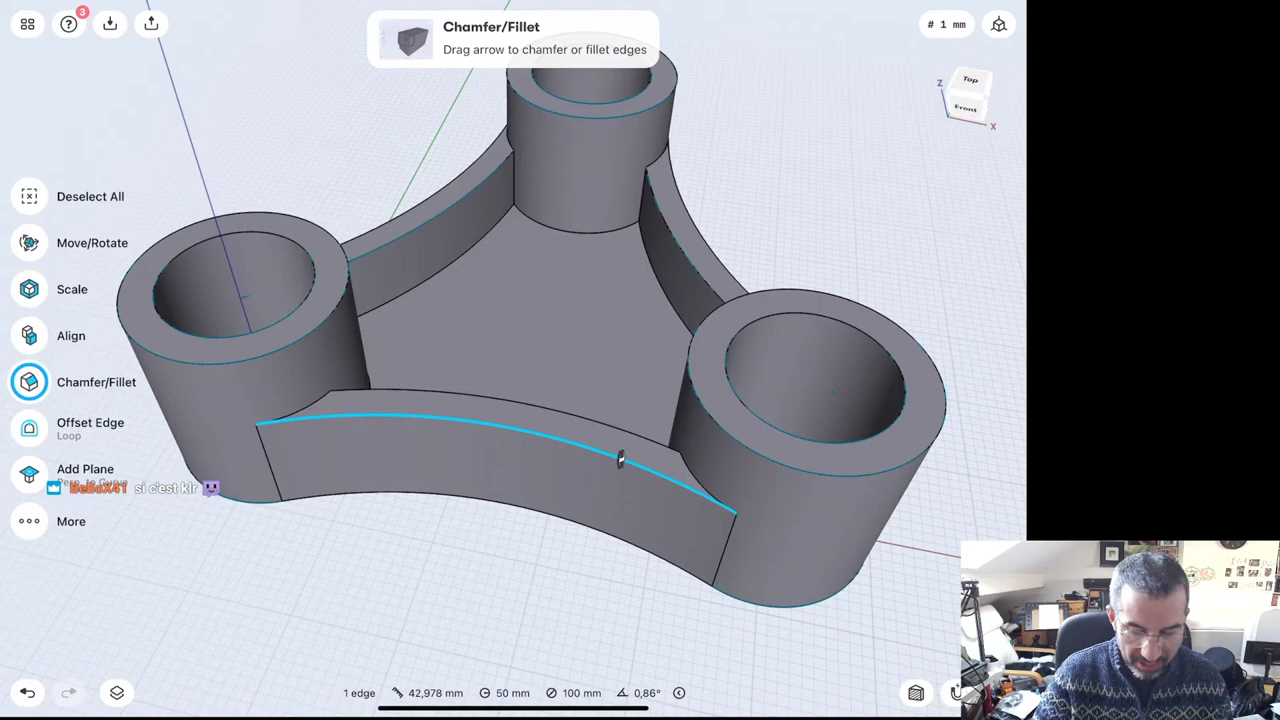 3
Chamfer/Fillet
Drag arrow to chamfer or fillet edges
# 1 mm
Top
Front
Z
X
Deselect All
Move/Rotate
Scale
Align
Chamfer/Fillet
Offset Edge
Loop
Add Plane
BeBoX41 si c'est klr
More
1 edge
42,978 mm
50 mm
100 mm
0,86°